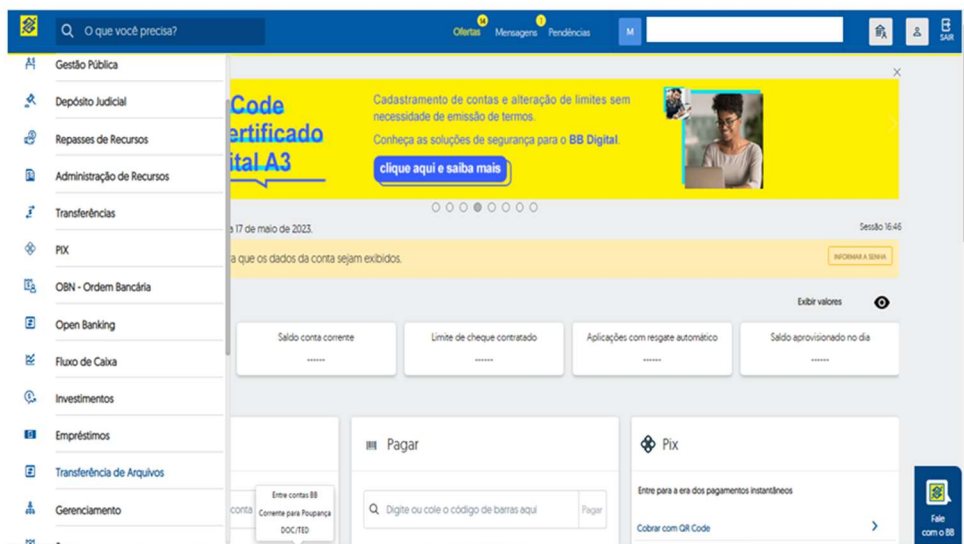 O que você precisa?
54
Ofertas
Mensagens
1
Pendências
M
SAIR
Gestão Pública
Depósito Judicial
Repasses de Recursos
Administração de Recursos
Transferências
PIX
OBN - Ordem Bancária
Open Banking
Fluxo de Caixa
Investimentos
Empréstimos
Transferência de Arquivos
Gerenciamento
X
Code
ertificado
ital A3
Cadastramento de contas e alteração de limites sem
necessidade de emissão de termos.
Conheça as soluções de segurança para o BB Digital.
clique aqui e saiba mais
a 17 de maio de 2023.
Sessão 16:46
a que os dados da conta sejam exibidos.
INFORMAR A SENHA
Exibir valores
Saldo conta corrente
------
Limite de cheque contratado
------
Aplicações com resgate automático
------
Saldo aprovisionado no dia
------
conta
Entre contas BB
Corrente para Poupança
DOC/TED
Pagar
Digite ou cole o código de barras aqui
Pagar
Pix
Entre para a era dos pagamentos instantâneos
Cobrar com QR Code
Fale
com o BB